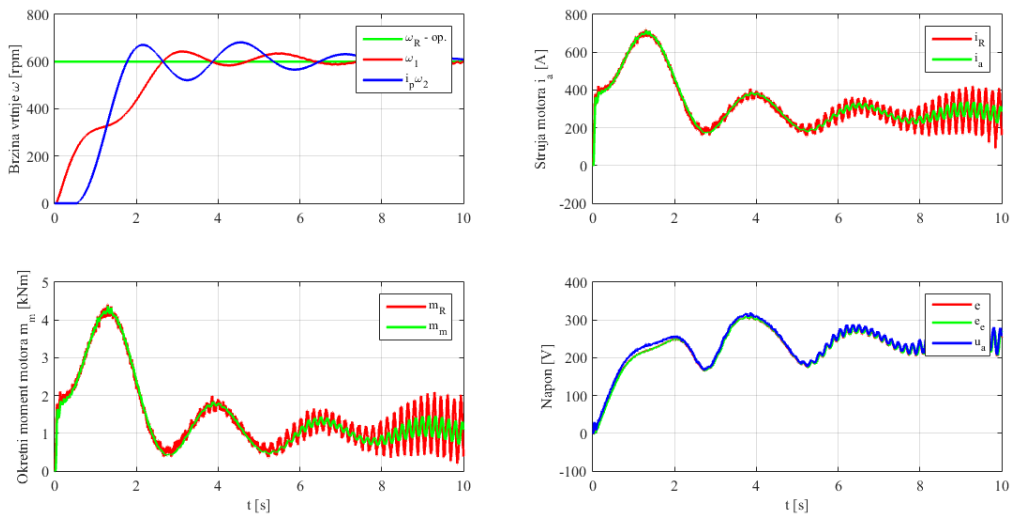 800
600
400
200
0
0
2
4
6
8
10
Brzina vrtnje ω [rpm]
ω_R - op.
ω_1
i_pω_2
800
600
400
200
0
-200
0
2
4
6
8
10
Struja motora i_a [A]
i_R
i_a
5
4
3
2
1
0
0
2
4
6
8
10
Okretni moment motora m_m [kNm]
t [s]
m_R
m_m
400
300
200
100
0
-100
0
2
4
6
8
10
Napon [V]
t [s]
e
e_e
u_a